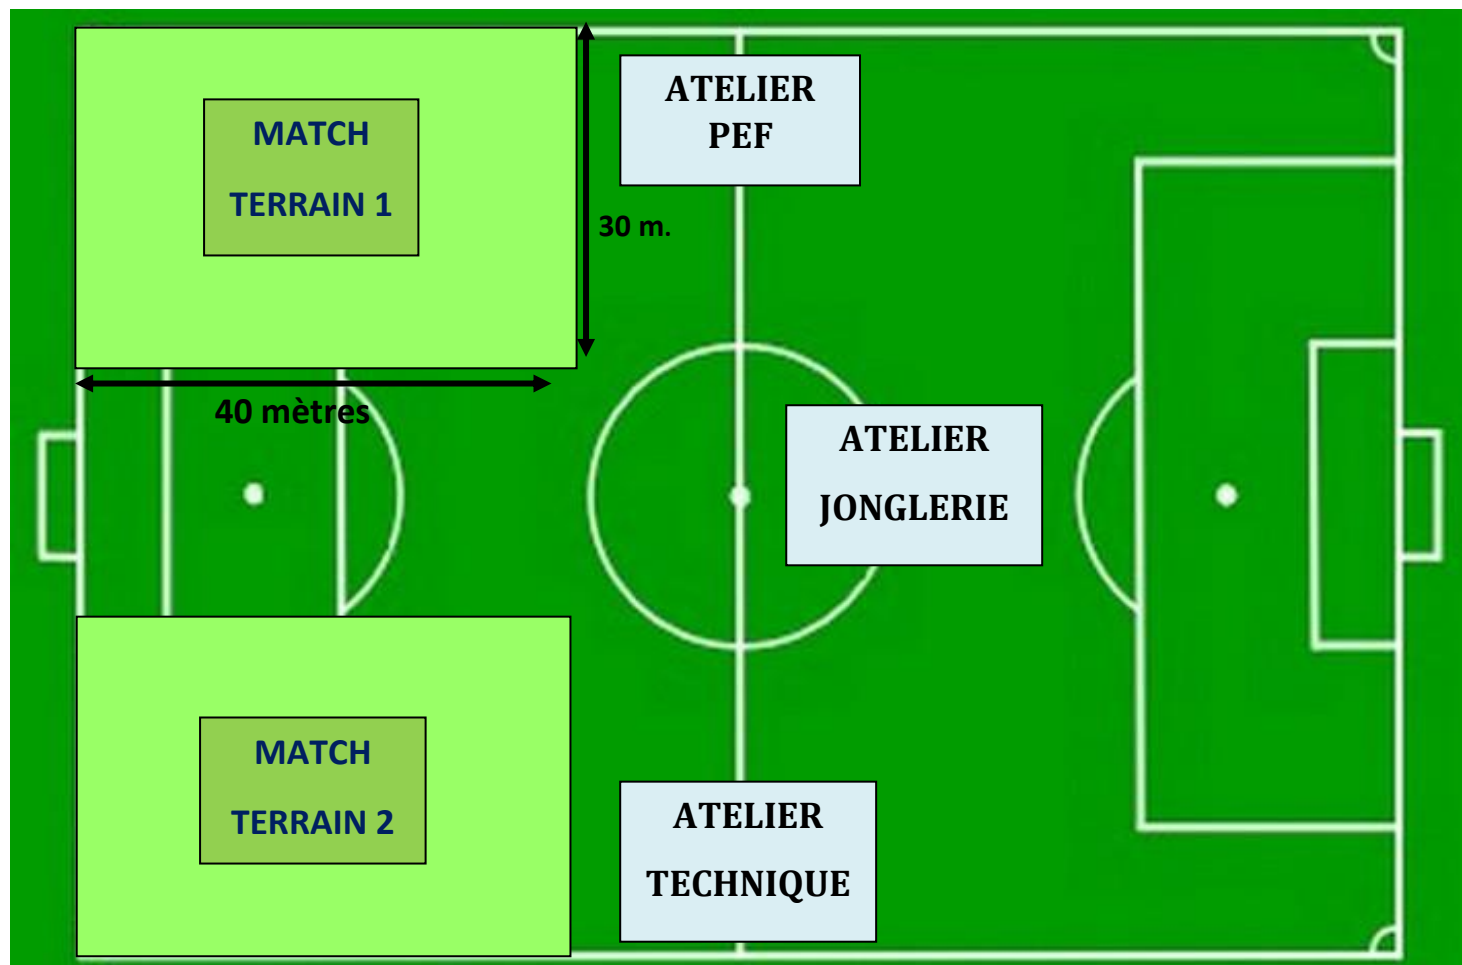 MATCH
TERRAIN 1
ATELIER
PEF
30 m.
40 mètres
ATELIER
JONGLERIE
MATCH
TERRAIN 2
ATELIER
TECHNIQUE